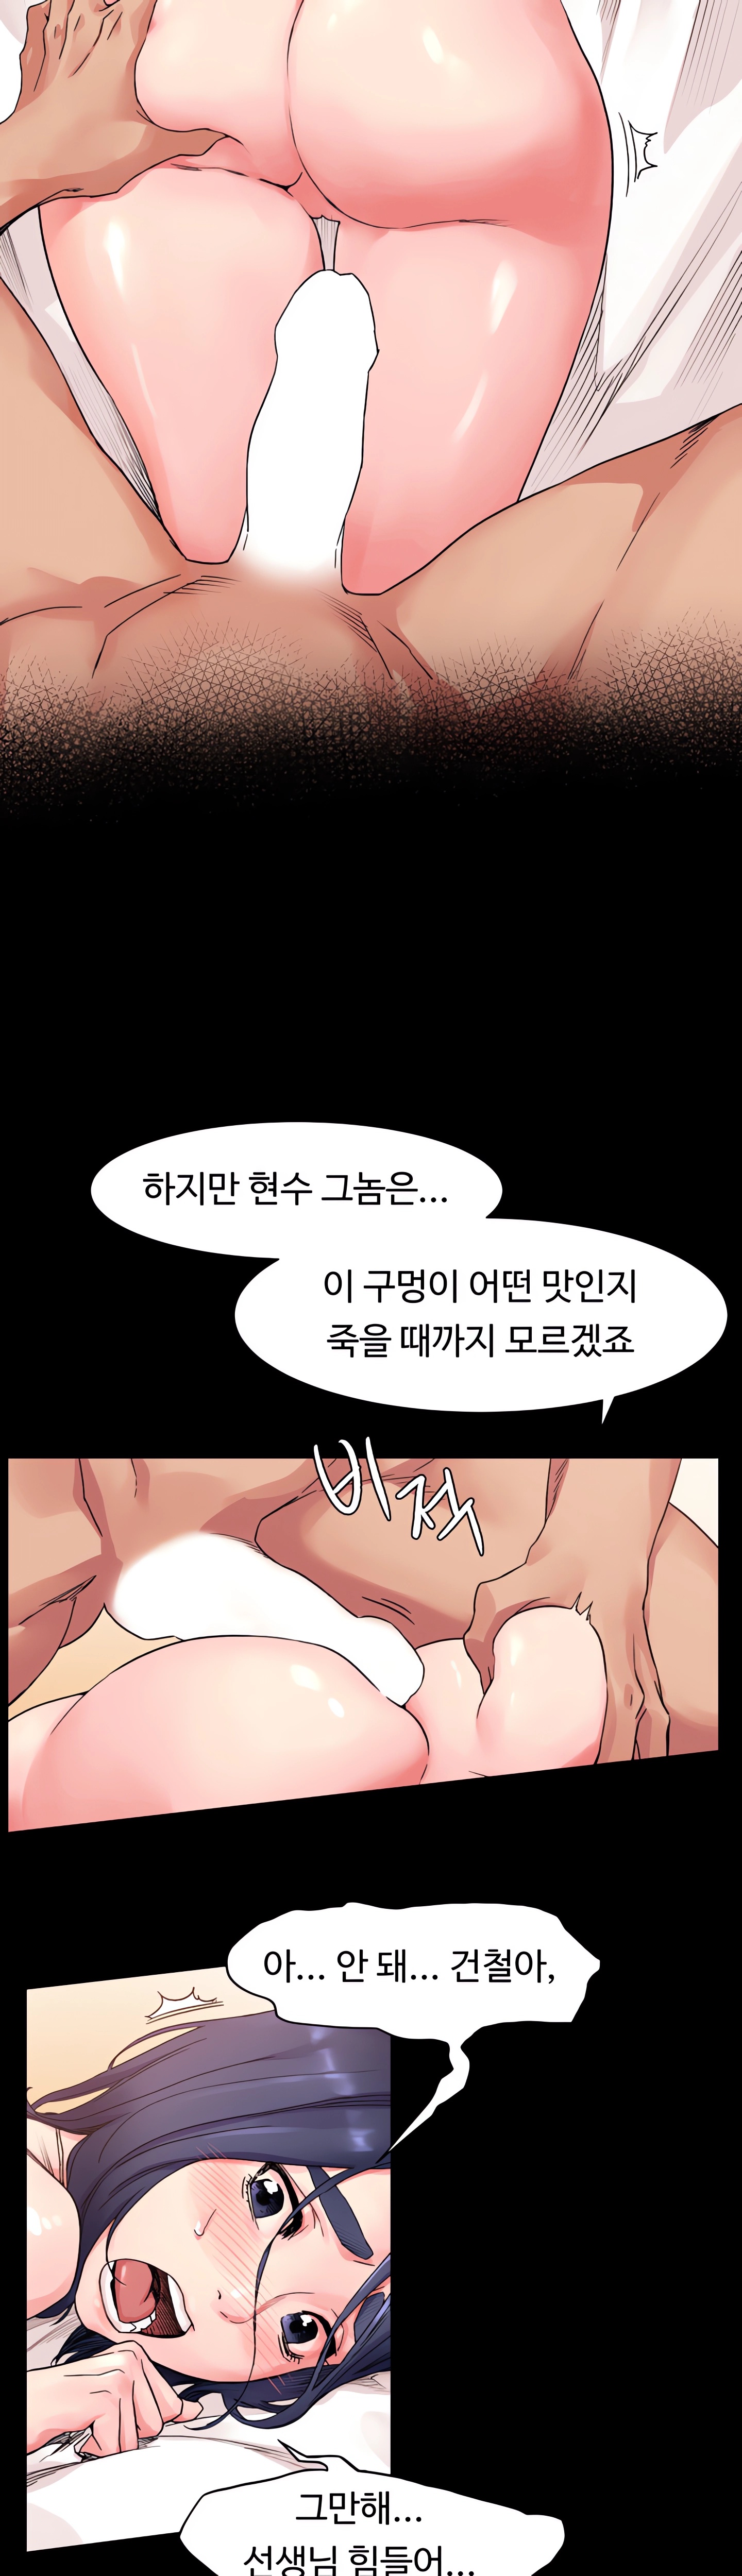 하지만 현수 그놈은...
이 구멍이 어떤 맛인지
죽을 때까지 모르겠죠
비적
아... 안 돼... 건철아,
그만해...
선생님 힘들어...